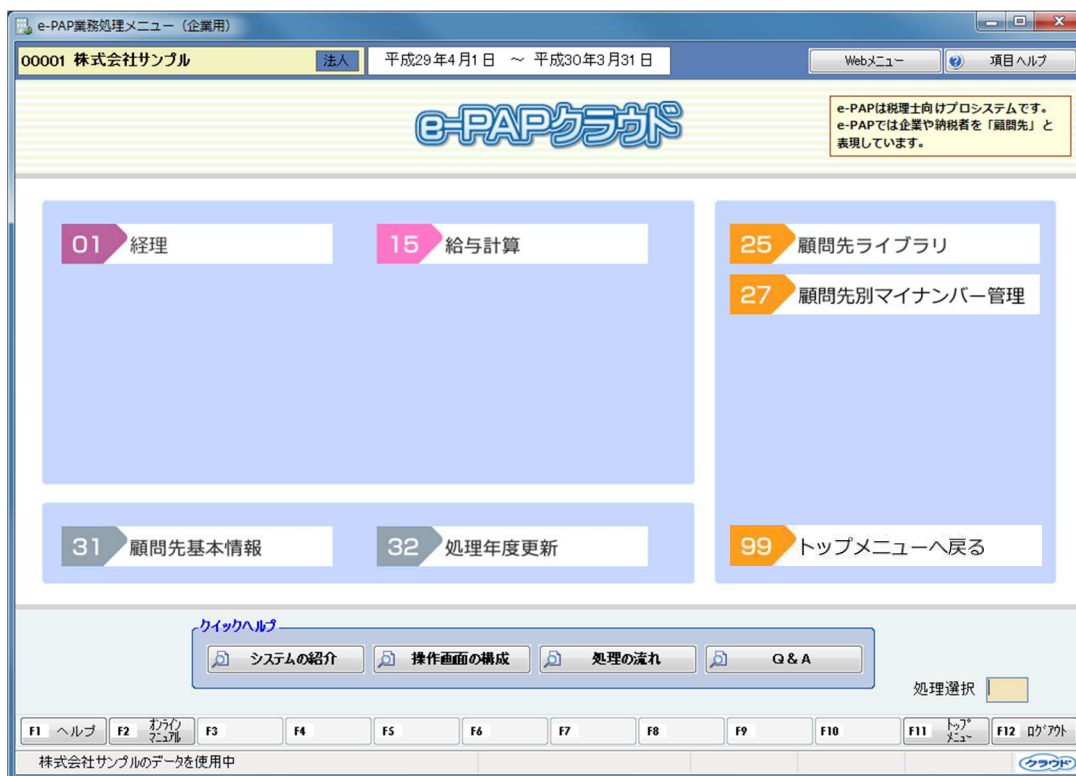 e-PAP業務処理メニュー（企業用）
00001 株式会社サンプル 法人 平成29年4月1日 ～ 平成30年3月31日 Webメニュー 項目ヘルプ
e-PAPクラウド
e-PAPは税理士向けプロシステムです。
e-PAPでは企業や納税者を「顧問先」と
表現しています。
01 経理
15 給与計算
25 顧問先ライブラリ
27 顧問先別マイナンバー管理
31 顧問先基本情報
32 処理年度更新
99 トップメニューへ戻る
クイックヘルプ
システムの紹介 操作画面の構成 処理の流れ Q&A
処理選択
F1 ヘルプ F2 オンラインマニュアル F3 F4 F5 F6 F7 F8 F9 F10 F11 トップメニュー F12 ログアウト
株式会社サンプルのデータを使用中 クラウド